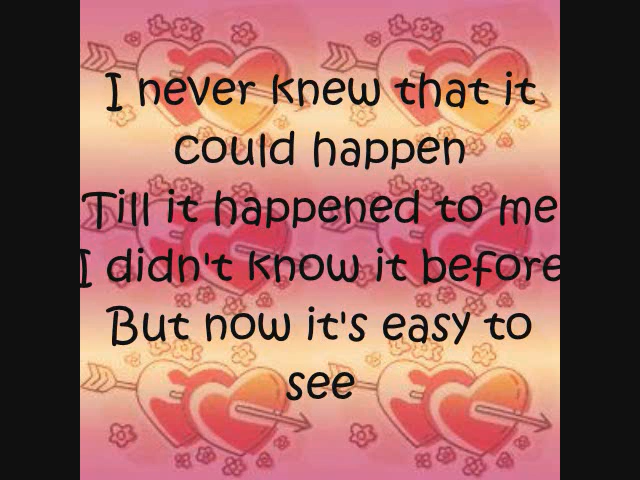 I never knew that it
could happen
Till it happened to me
I didn't know it before
But now it's easy to
see